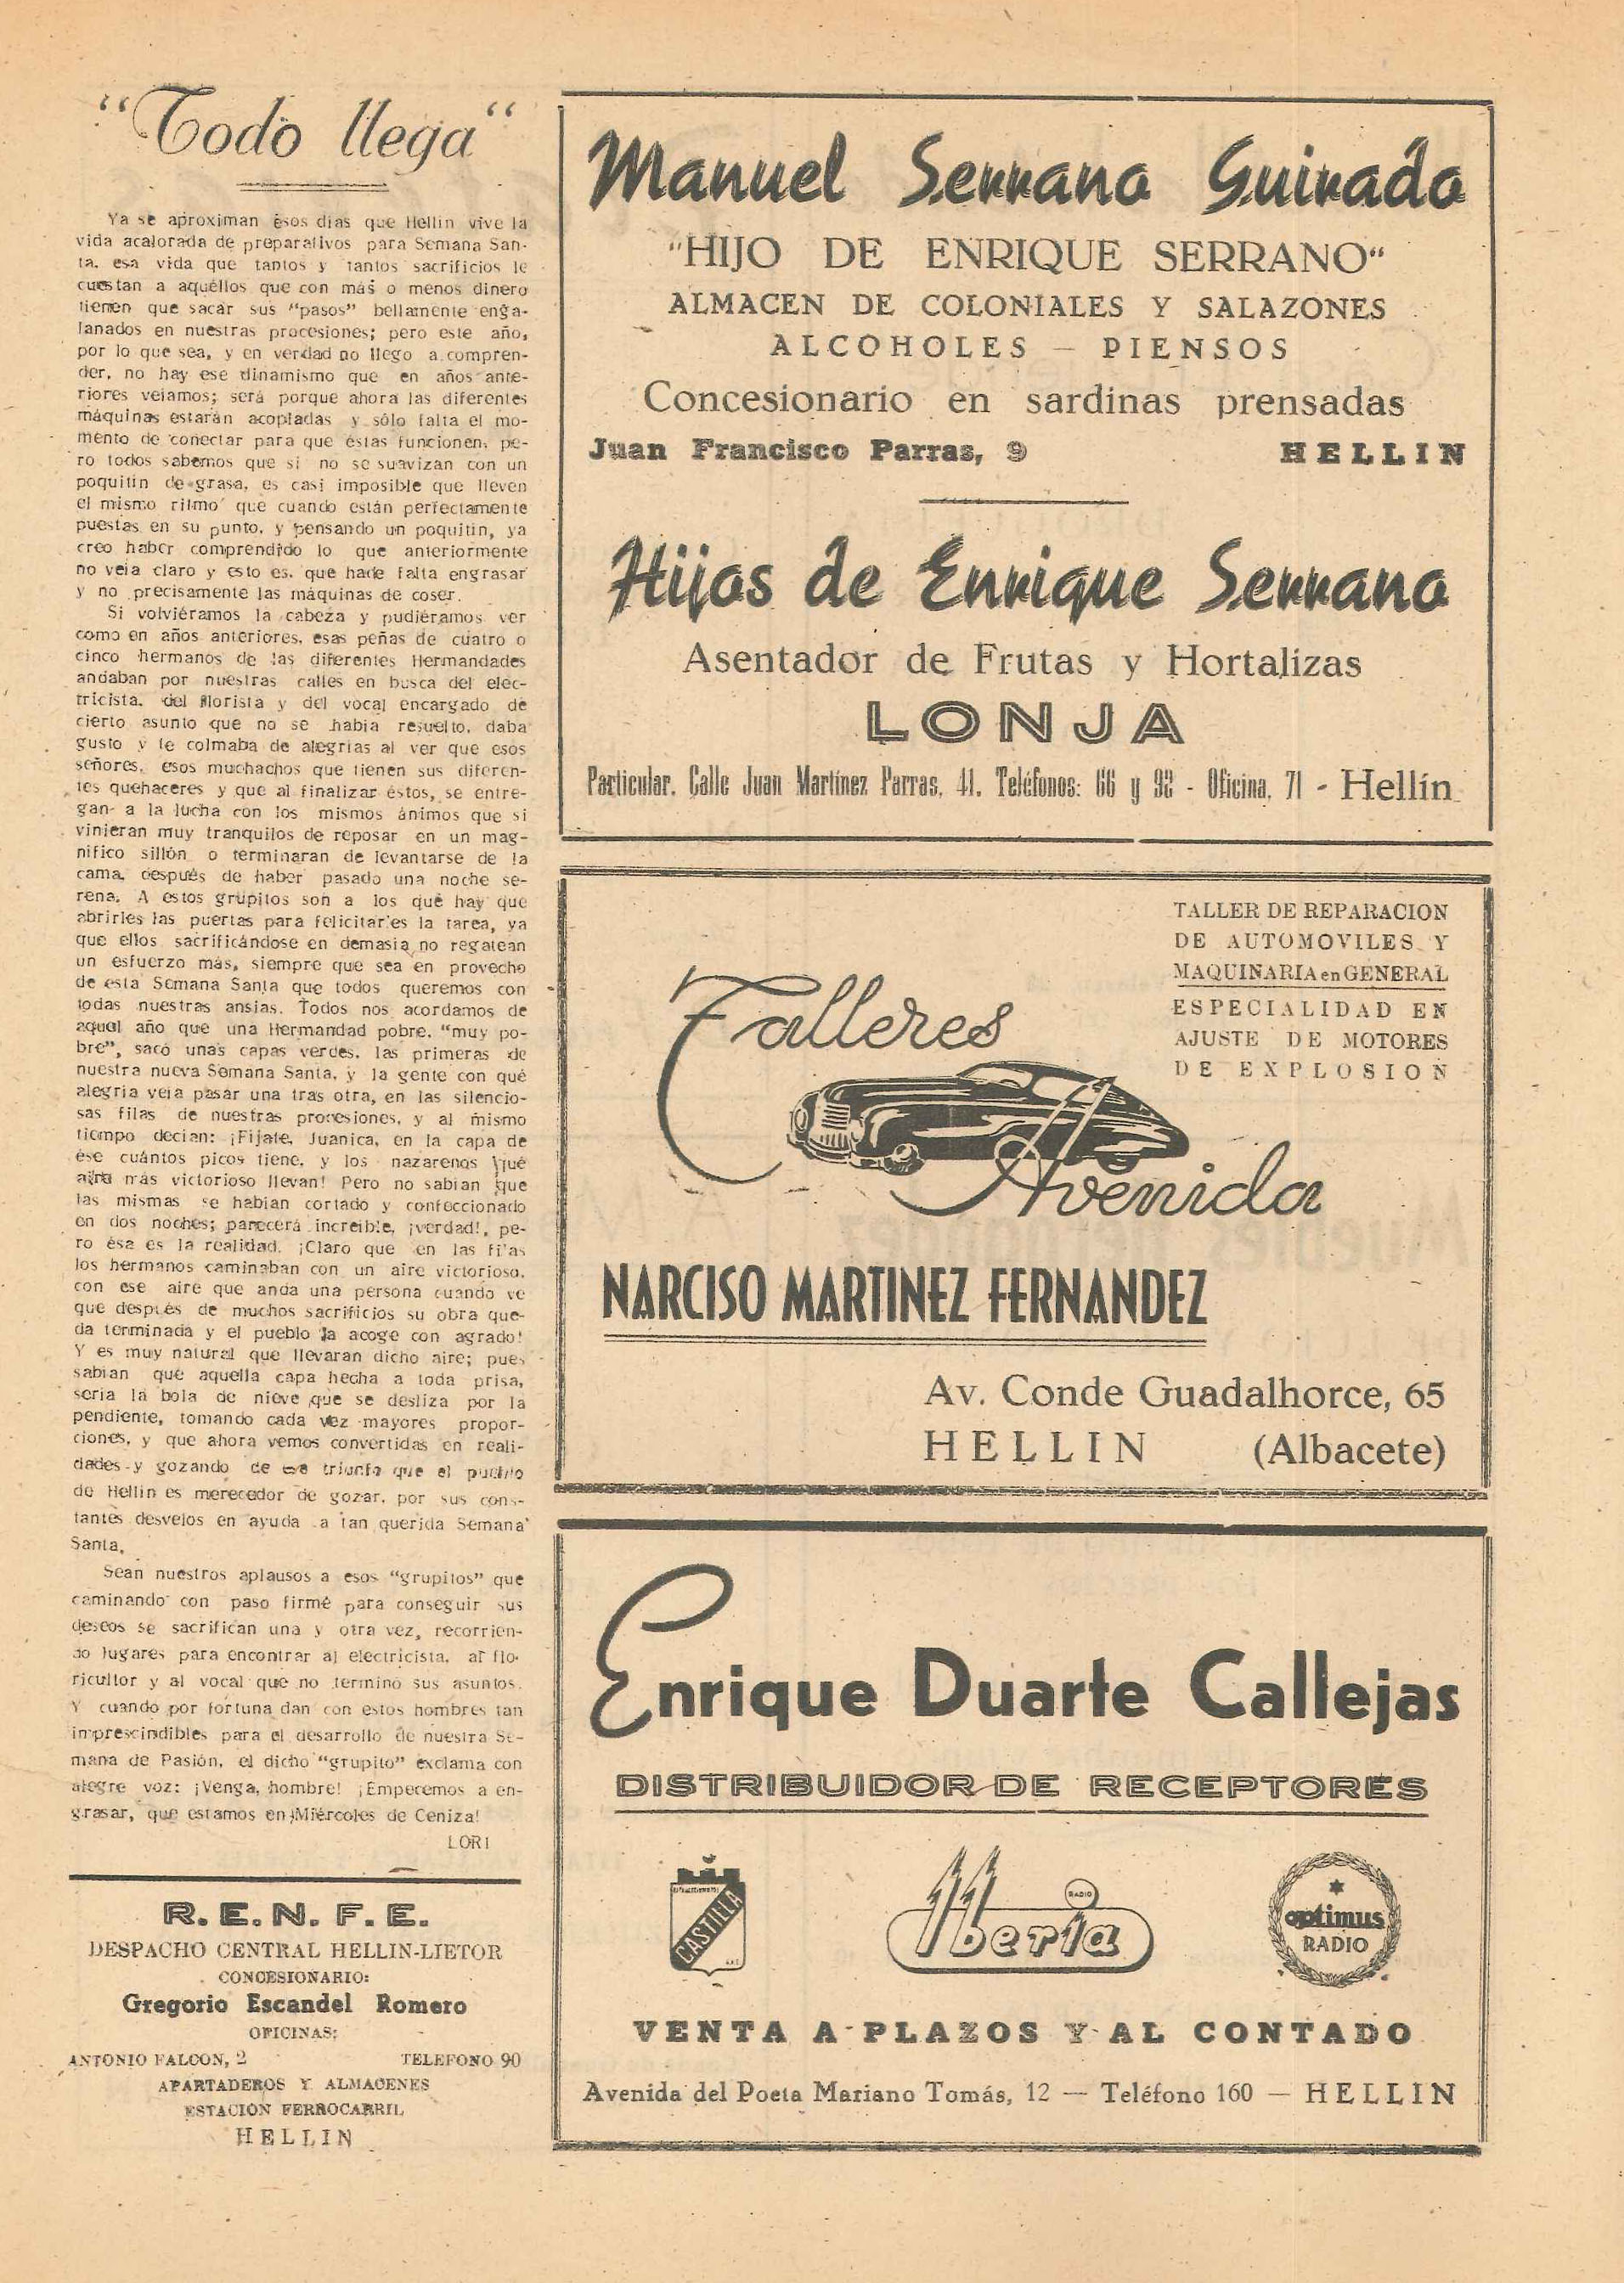 “Todo llega“
Ya se aproximan esos días que Hellín vive la
vida acalorada de preparativos para Semana San-
ta, esa vida que tantos y tantos sacrificios le
cuestan a aquéllos que con más o menos dinero
tienen que sacar sus “pasos” bellamente enga-
lanados en nuestras procesiones; pero este año,
por lo que sea, y en verdad no llego a compren-
der, no hay ese dinamismo que en años ante-
riores veíamos; será porque ahora las diferentes
máquinas estarán acopladas y sólo falta el mo-
mento de conectar para que éstas funcionen, pe-
ro todos sabemos que si no se suavizan con un
poquitín de grasa, es casi imposible que lleven
el mismo ritmo que cuando están perfectamente
puestas en su punto, y pensando un poquitín, ya
creo haber comprendido lo que anteriormente
no veía claro y esto es, que hace falta engrasar
y no precisamente las máquinas de coser.
Si volviéramos la cabeza y pudiéramos ver
como en años anteriores, esas peñas de cuatro o
cinco hermanos de las diferentes Hermandades
andaban por nuestras calles en busca del elec-
tricista, del florista y del vocal encargado de
cierto asunto que no se había resuelto, daba
gusto y le colmaba de alegrías al ver que esos
señores, esos muchachos que tienen sus diferen-
tes quehaceres y que al finalizar éstos, se entre-
gan a la lucha con los mismos ánimos que si
vinieran muy tranquilos de reposar en un mag-
nífico sillón o terminaran de levantarse de la
cama, después de haber pasado una noche se-
rena. A estos grupitos son a los que hay que
abrirles las puertas para felicitarles la tarea, ya
que ellos sacrificándose en demasía no regatean
un esfuerzo más, siempre que sea en provecho
de esta Semana Santa que todos queremos con
todas nuestras ansias. Todos nos acordamos de
aquel año que una Hermandad pobre, “muy po-
bre”, sacó unas capas verdes, las primeras de
nuestra nueva Semana Santa, y la gente con qué
alegría veía pasar una tras otra, en las silencio-
sas filas de nuestras procesiones, y al mismo
tiempo decían: ¡Fíjate, Juanica, en la capa de
ése cuántos picos tiene, y los nazarenos qué
aire más victorioso llevan! Pero no sabían que
las mismas se habían cortado y confeccionado
en dos noches; parecerá increíble, ¡verdad!, pe-
ro ésa es la realidad. ¡Claro que en las filas
los hermanos caminaban con un aire victorioso,
con ese aire que anda una persona cuando ve
que después de muchos sacrificios su obra que-
da terminada y el pueblo la acoge con agrado!
Y es muy natural que llevaran dicho aire; pues
sabían que aquella capa hecha a toda prisa,
sería la bola de nieve que se desliza por la
pendiente, tomando cada vez mayores propor-
ciones, y que ahora vemos convertidas en reali-
dades y gozando de ese triunfo que el pueblo
de Hellín es merecedor de gozar, por sus cons-
tantes desvelos en ayuda a tan querida Semana
Santa.
Sean nuestros aplausos a esos “grupitos” que
caminando con paso firme para conseguir sus
deseos se sacrifican una y otra vez, recorrien-
do lugares para encontrar al electricista, al flo-
ricultor y al vocal que no terminó sus asuntos.
Y cuando por fortuna dan con estos hombres tan
imprescindibles para el desarrollo de nuestra Se-
mana de Pasión, el dicho “grupito” exclama con
alegre voz: ¡Venga, hombre! ¡Empecemos a en-
grasar, que estamos en Miércoles de Ceniza!
LORI
R. E. N. F. E.
DESPACHO CENTRAL HELLIN-LIETOR
CONCESIONARIO:
Gregorio Escandel Romero
OFICINAS:
ANTONIO FALCON, 2 TELEFONO 90
APARTADEROS Y ALMACENES
ESTACION FERROCARRIL
HELLIN
Manuel Serrano Guirado
“HIJO DE ENRIQUE SERRANO“
ALMACEN DE COLONIALES Y SALAZONES
ALCOHOLES — PIENSOS
Concesionario en sardinas prensadas
Juan Francisco Parras, 9 HELLIN
Hijos de Enrique Serrano
Asentador de Frutas y Hortalizas
LONJA
Particular, Calle Juan Martínez Parras, 41. Teléfonos: 66 y 93 - Oficina, 71 - Hellín
TALLER DE REPARACION
DE AUTOMOVILES Y
MAQUINARIA en GENERAL
ESPECIALIDAD EN
AJUSTE DE MOTORES
DE EXPLOSION
Talleres
Avenida
NARCISO MARTINEZ FERNANDEZ
Av. Conde Guadalhorce, 65
HELLIN (Albacete)
Enrique Duarte Callejas
DISTRIBUIDOR DE RECEPTORES
CASTILLA
RADIO
Iberia
optimus
RADIO
VENTA A PLAZOS Y AL CONTADO
Avenida del Poeta Mariano Tomás, 12 — Teléfono 160 — HELLIN